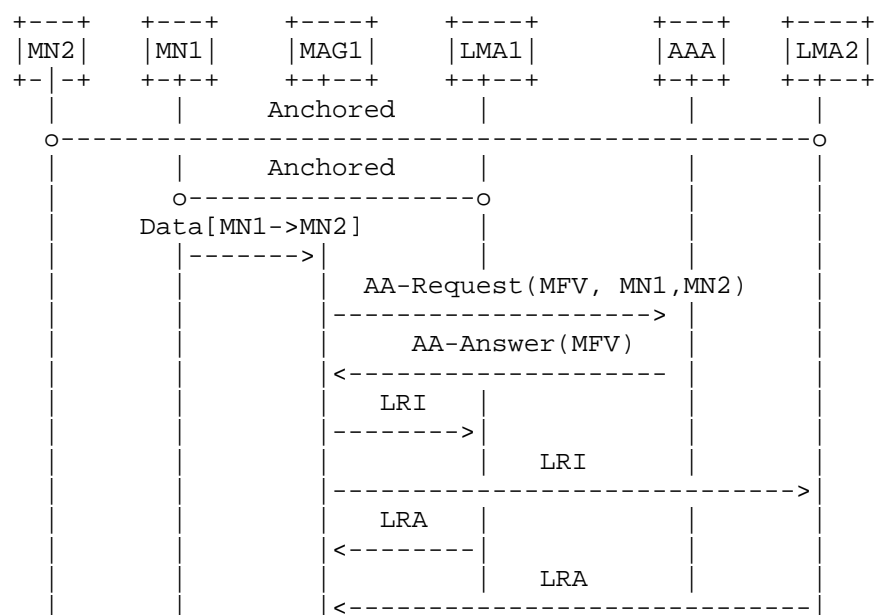 +---+   +---+    +----+    +----+       +---+   +----+
|MN2|   |MN1|    |MAG1|    |LMA1|       |AAA|   |LMA2|
+-|-+   +-+-+    +-+--+    +-+--+       +-+-+   +-+--+
  |       |     Anchored     |            |       |
  o-----------------------------------------------o
  |       |     Anchored     |            |       |
  |       o------------------o            |       |
  |     Data[MN1->MN2]       |            |       |
  |       |------->|         |            |       |
  |       |        |  AA-Request(MFV, MN1,MN2)    |
  |       |        |--------------------> |       |
  |       |        |     AA-Answer(MFV)   |       |
  |       |        |<-------------------- |       |
  |       |        |   LRI   |            |       |
  |       |        |-------->|            |       |
  |       |        |         |   LRI      |       |
  |       |        |----------------------------->|
  |       |        |   LRA   |            |       |
  |       |        |<--------|            |       |
  |       |        |         |   LRA      |       |
  |       |        |<-----------------------------|